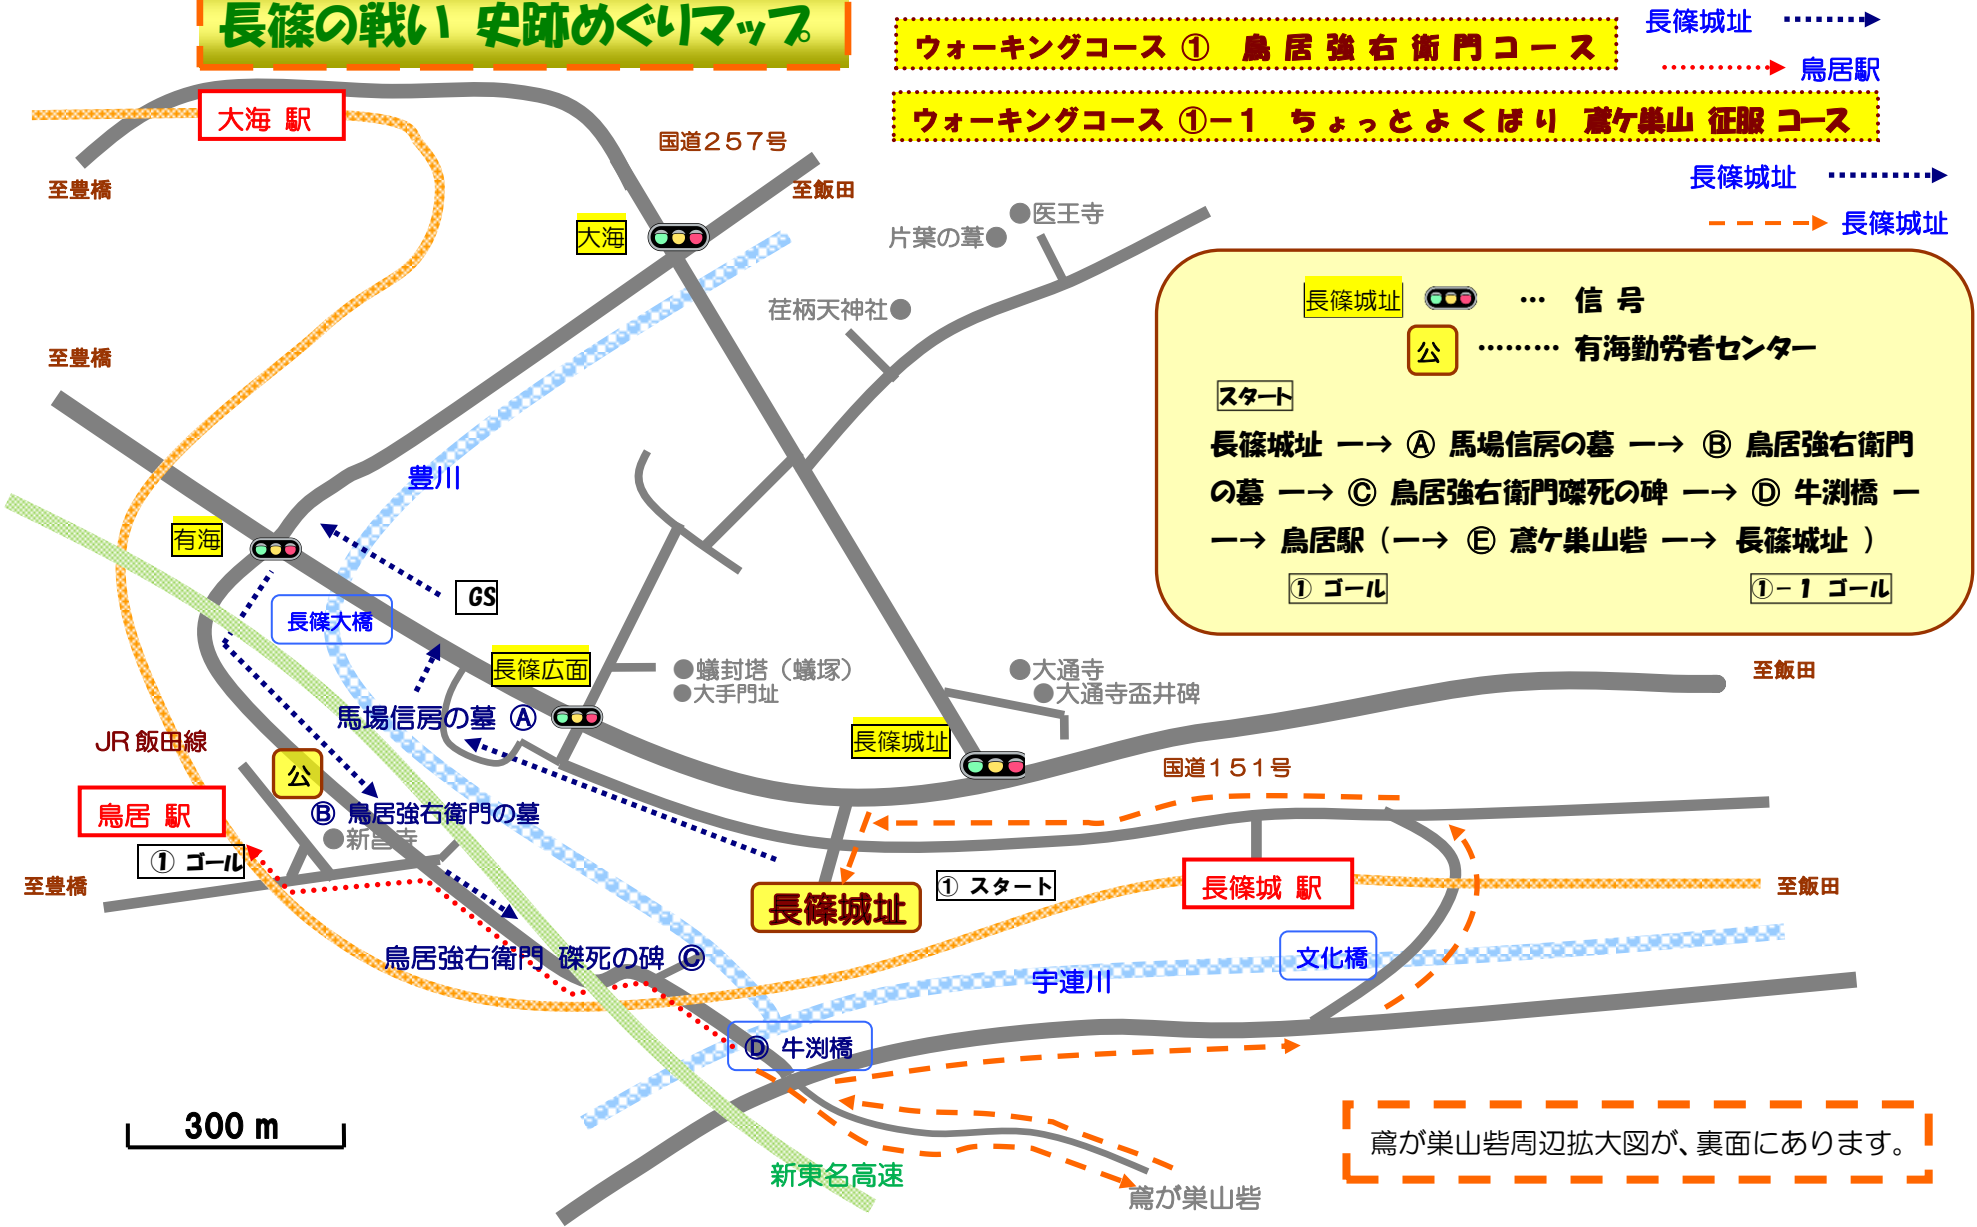 長篠の戦い 史跡めぐりマップ
長篠城址
ウォーキングコース ① 鳥居強右衛門コース
鳥居駅
ウォーキングコース ①－１ ちょっとよくばり 鳶ケ巣山 征服 コース
長篠城址
長篠城址
大海 駅
国道２５７号
至豊橋
至飯田
●医王寺
片葉の葦●
大海
荏柄天神社●
長篠城址 … 信 号
公 ……… 有海勤労者センター
スタート
長篠城址 ー→ Ⓐ 馬場信房の墓 ー→ Ⓑ 鳥居強右衛門
の墓 ー→ Ⓒ 鳥居強右衛門磔死の碑 ー→ Ⓓ 牛渕橋 ー
ー→ 鳥居駅（ー→ Ⓔ 鳶ケ巣山砦 ー→ 長篠城址 ）
① ゴール
①－１ ゴール
至豊橋
豊川
有海
GS
長篠大橋
長篠広面
●蟻封塔（蟻塚）
●大手門址
●大通寺
●大通寺盃井碑
至飯田
馬場信房の墓 Ⓐ
長篠城址
JR 飯田線
国道１５１号
公
鳥居 駅
Ⓑ 鳥居強右衛門の墓
●新昌寺
① ゴール
至豊橋
① スタート
長篠城 駅
至飯田
長篠城址
鳥居強右衛門 磔死の碑 Ⓒ
文化橋
宇連川
Ⓓ 牛渕橋
300 m
新東名高速
鳶が巣山砦
鳶が巣山砦周辺拡大図が、裏面にあります。